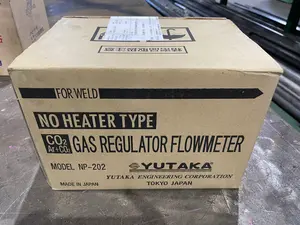 FOR WELD
NO HEATER TYPE
CO₂
Ar+CO₂
GAS REGULATOR FLOWMETER
MODEL NP-202
YUTAKA
YUTAKA ENGINEERING CORPORATION
MADE IN JAPAN
TOKYO JAPAN